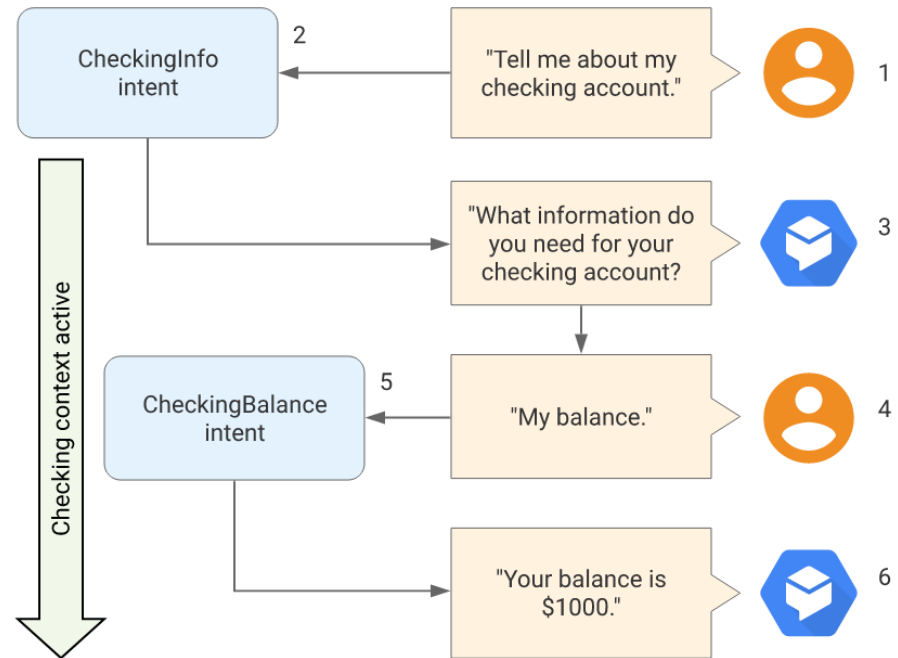 CheckingInfo
intent
2
"Tell me about my
checking account."
1
"What information do
you need for your
checking account?
3
Checking context active
CheckingBalance
intent
5
"My balance."
4
"Your balance is
$1000."
6